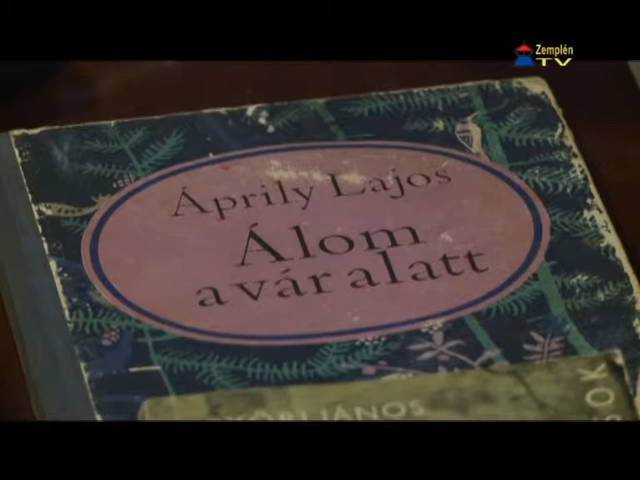 Zemplén
TV
Áprily Lajos
Álom
a vár alatt
JÁNOS